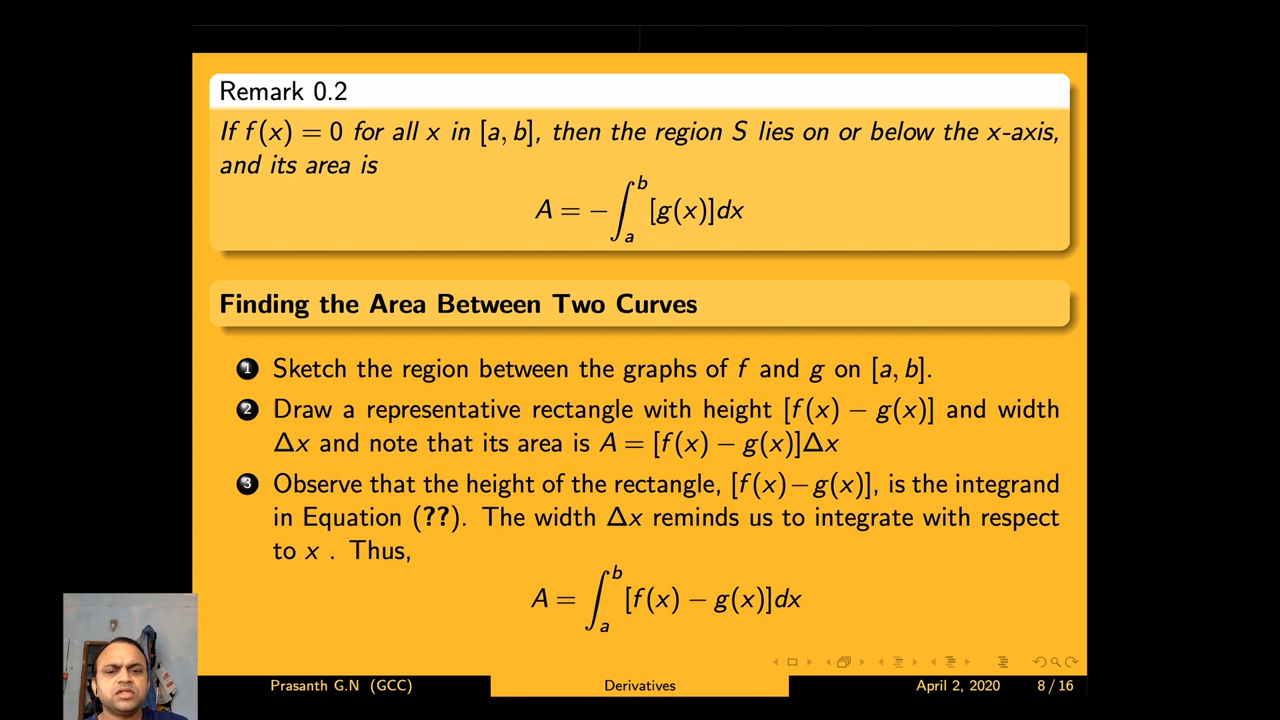 Remark 0.2
If f(x) = 0 for all x in [a, b], then the region S lies on or below the x-axis,
and its area is
A = −∫_a^b [g(x)]dx
Finding the Area Between Two Curves
1 Sketch the region between the graphs of f and g on [a, b].
2 Draw a representative rectangle with height [f(x) − g(x)] and width
Δx and note that its area is A = [f(x) − g(x)]Δx
3 Observe that the height of the rectangle, [f(x)−g(x)], is the integrand
in Equation (??). The width Δx reminds us to integrate with respect
to x . Thus,
A = ∫_a^b [f(x) − g(x)]dx
Prasanth G.N (GCC) Derivatives April 2, 2020 8 / 16